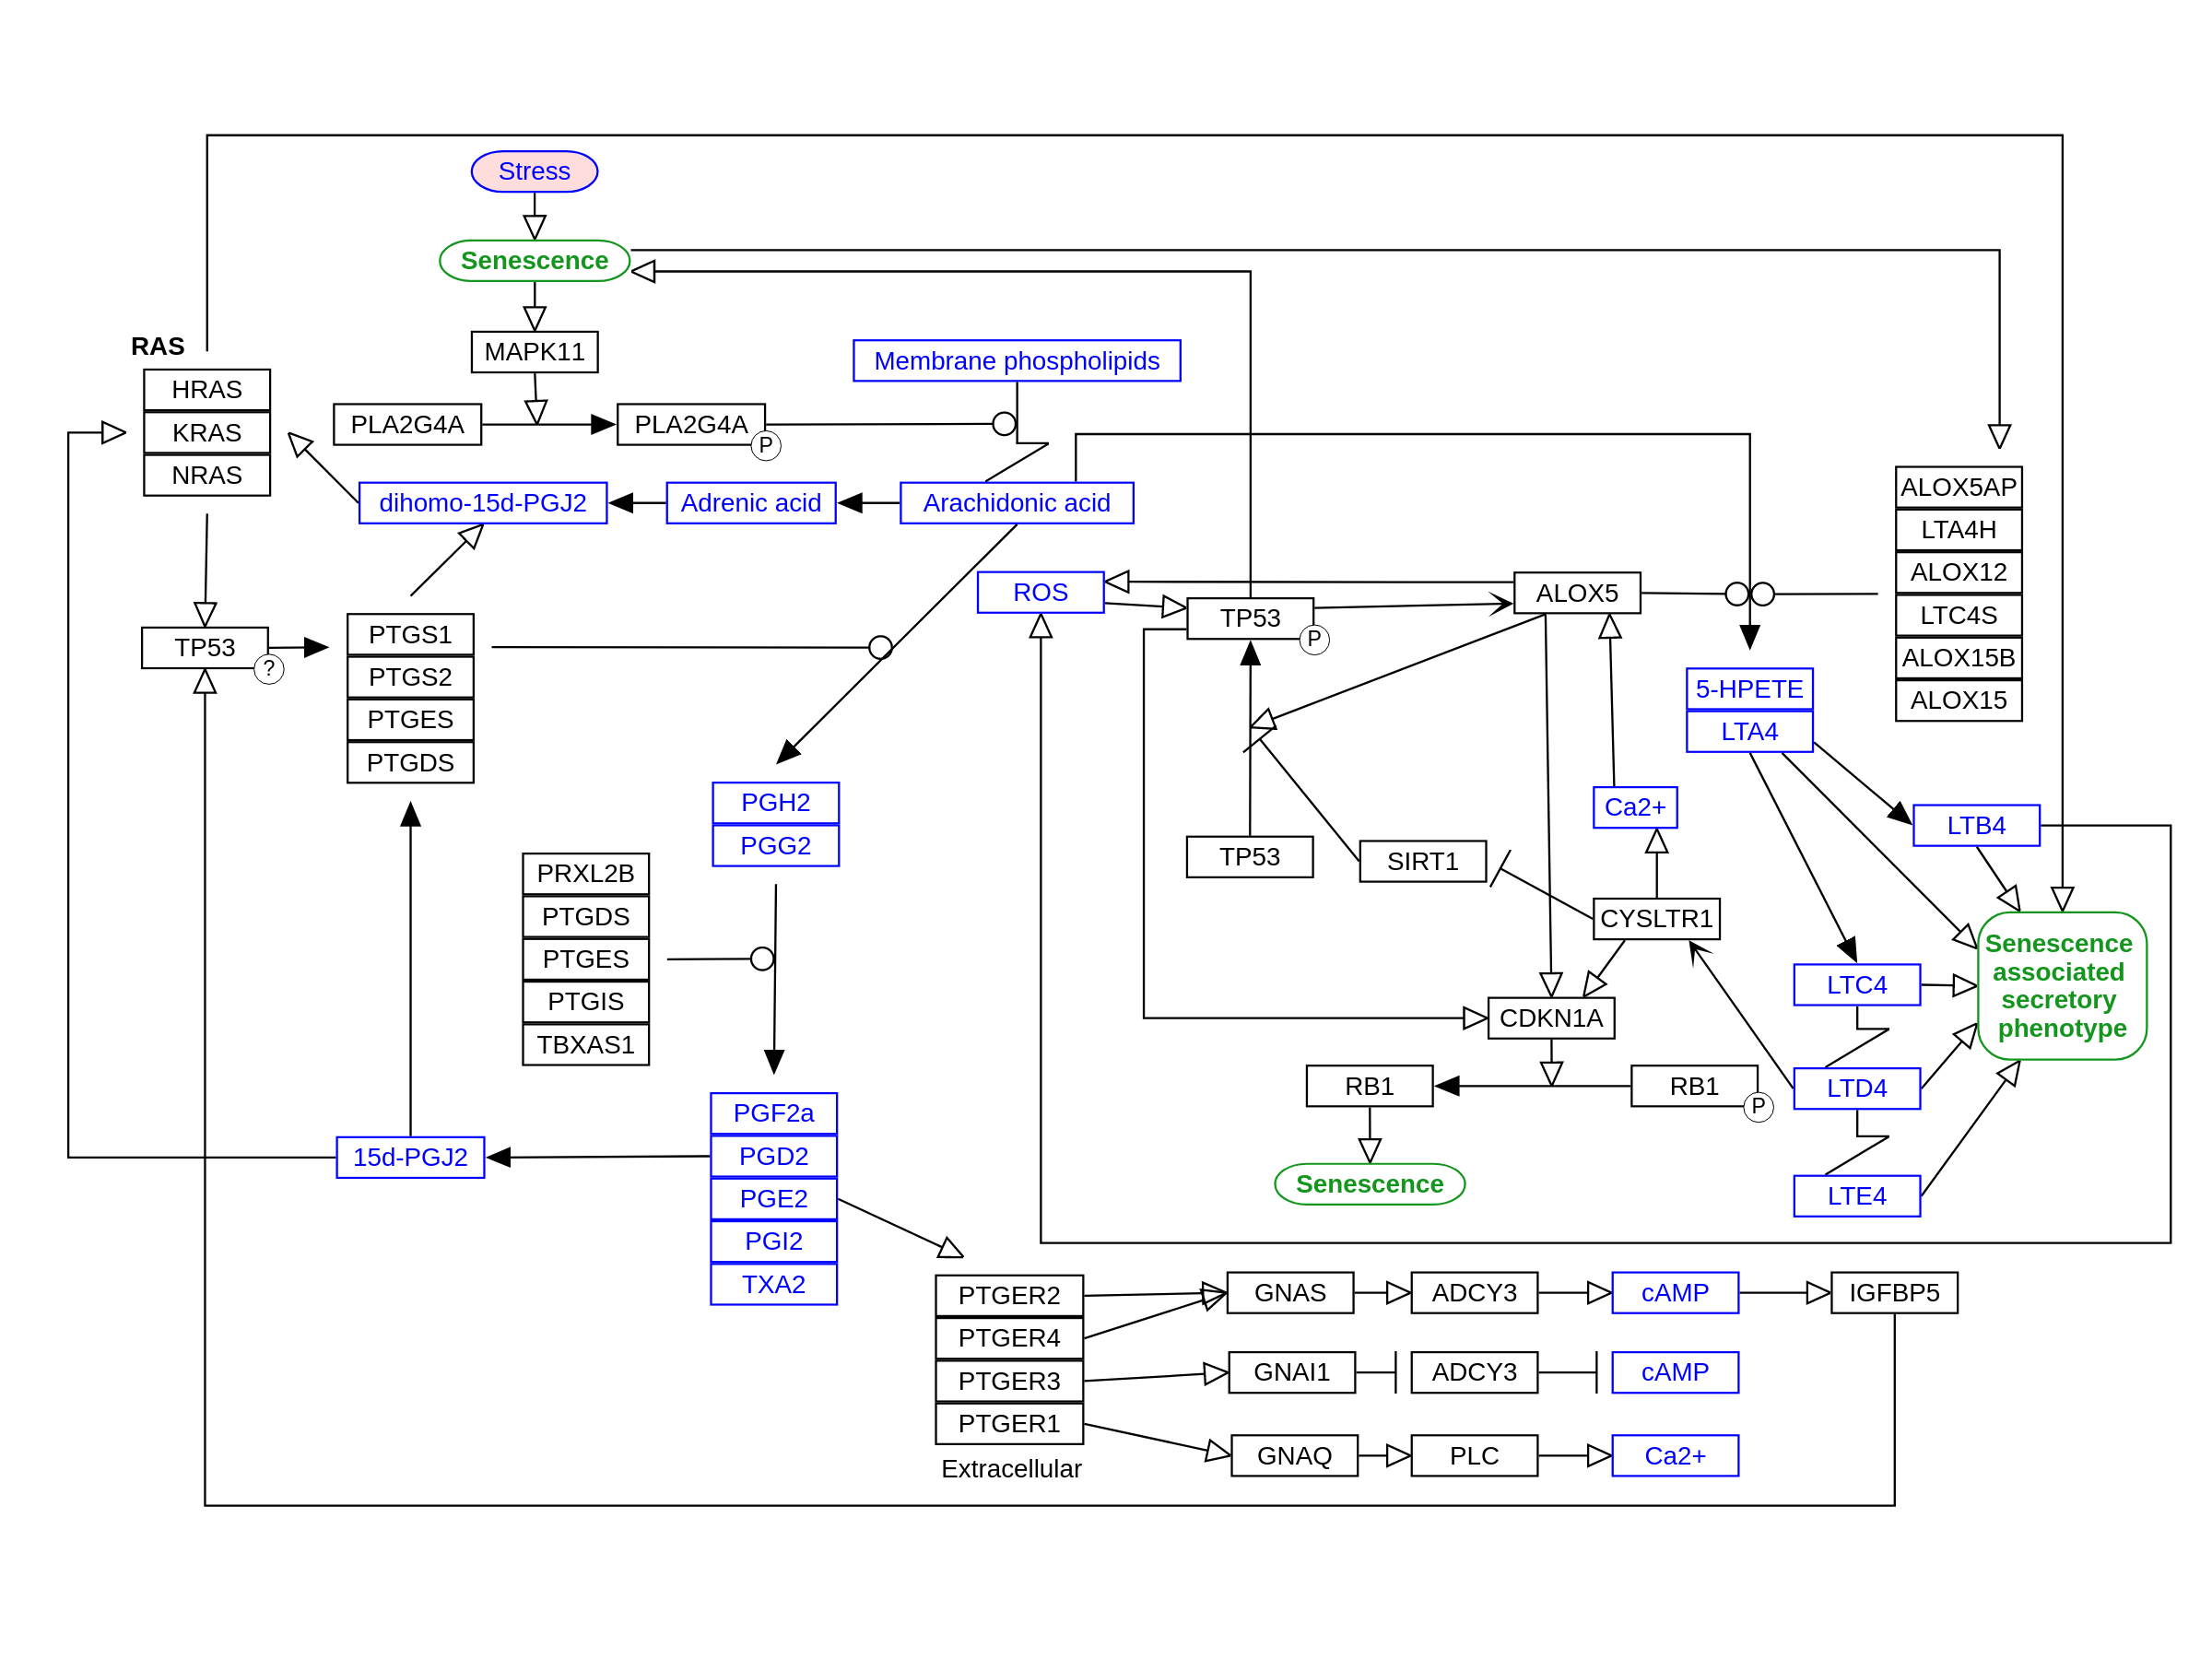 Stress
Senescence
RAS
MAPK11
Membrane phospholipids
HRAS
KRAS
NRAS
PLA2G4A
PLA2G4A
P
dihomo-15d-PGJ2
Adrenic acid
Arachidonic acid
ALOX5AP
LTA4H
ALOX12
LTC4S
ALOX15B
ALOX15
ROS
TP53
P
ALOX5
TP53
?
PTGS1
PTGS2
PTGES
PTGDS
5-HPETE
LTA4
PGH2
PGG2
Ca2+
LTB4
TP53
SIRT1
PRXL2B
PTGDS
PTGES
PTGIS
TBXAS1
CYSLTR1
Senescence
associated
secretory
phenotype
LTC4
CDKN1A
RB1
RB1
P
LTD4
PGF2a
PGD2
PGE2
PGI2
TXA2
15d-PGJ2
Senescence
LTE4
PTGER2
PTGER4
PTGER3
PTGER1
Extracellular
GNAS
ADCY3
cAMP
IGFBP5
GNAI1
ADCY3
cAMP
GNAQ
PLC
Ca2+